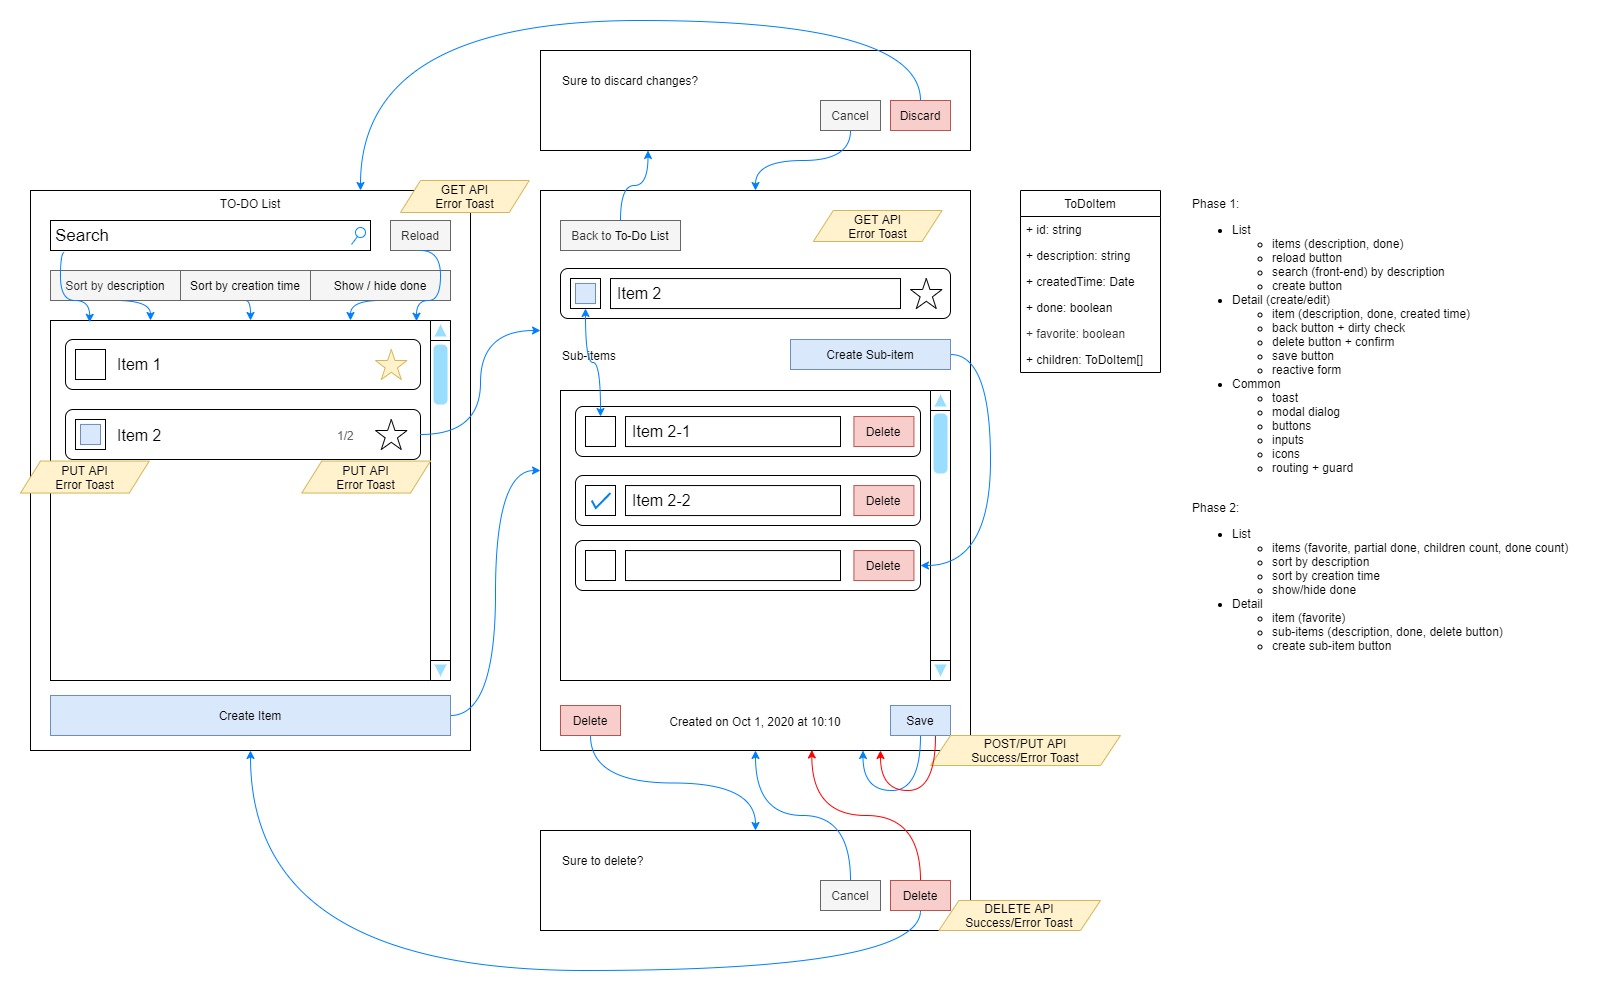 Sure to discard changes?
Cancel
Discard
TO-DO List
GET API
Error Toast
Search
Reload
Sort by description
Sort by creation time
Show / hide done
Item 1
Item 2
1/2
PUT API
Error Toast
PUT API
Error Toast
Create Item
Back to To-Do List
GET API
Error Toast
Item 2
Sub-items
Create Sub-item
Item 2-1
Delete
Item 2-2
Delete
Delete
Delete
Created on Oct 1, 2020 at 10:10
Save
POST/PUT API
Success/Error Toast
Sure to delete?
Cancel
Delete
DELETE API
Success/Error Toast
ToDoItem
+ id: string
+ description: string
+ createdTime: Date
+ done: boolean
+ favorite: boolean
+ children: ToDoItem[]
Phase 1:
List
items (description, done)
reload button
search (front-end) by description
create button
Detail (create/edit)
item (description, done, created time)
back button + dirty check
delete button + confirm
save button
reactive form
Common
toast
modal dialog
buttons
inputs
icons
routing + guard
Phase 2:
List
items (favorite, partial done, children count, done count)
sort by description
sort by creation time
show/hide done
Detail
item (favorite)
sub-items (description, done, delete button)
create sub-item button